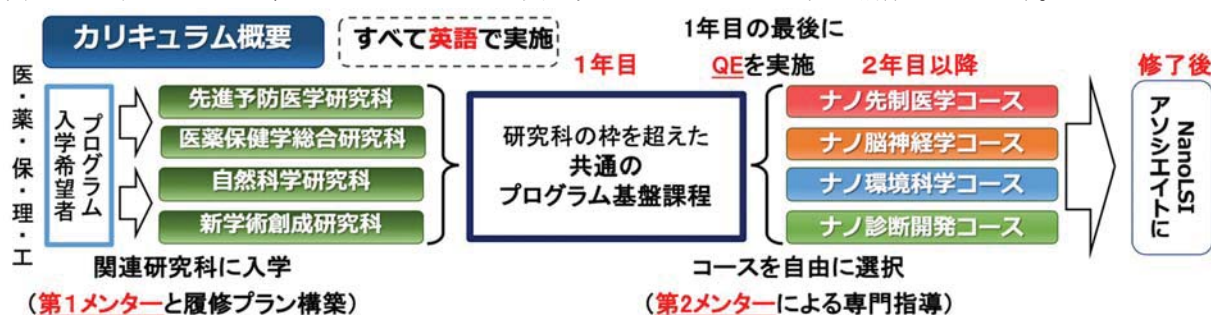 カリキュラム概要
すべて英語で実施
1年目の最後に
QEを実施
1年目
2年目以降
修了後
医・薬・保・理・工
プログラム
入学希望者
先進予防医学研究科
医薬保健学総合研究科
自然科学研究科
新学術創成研究科
研究科の枠を超えた
共通の
プログラム基盤課程
ナノ先制医学コース
ナノ脳神経学コース
ナノ環境科学コース
ナノ診断開発コース
NanoLSI
アソシエイトに
関連研究科に入学
(第1メンターと履修プラン構築)
コースを自由に選択
(第2メンターによる専門指導)